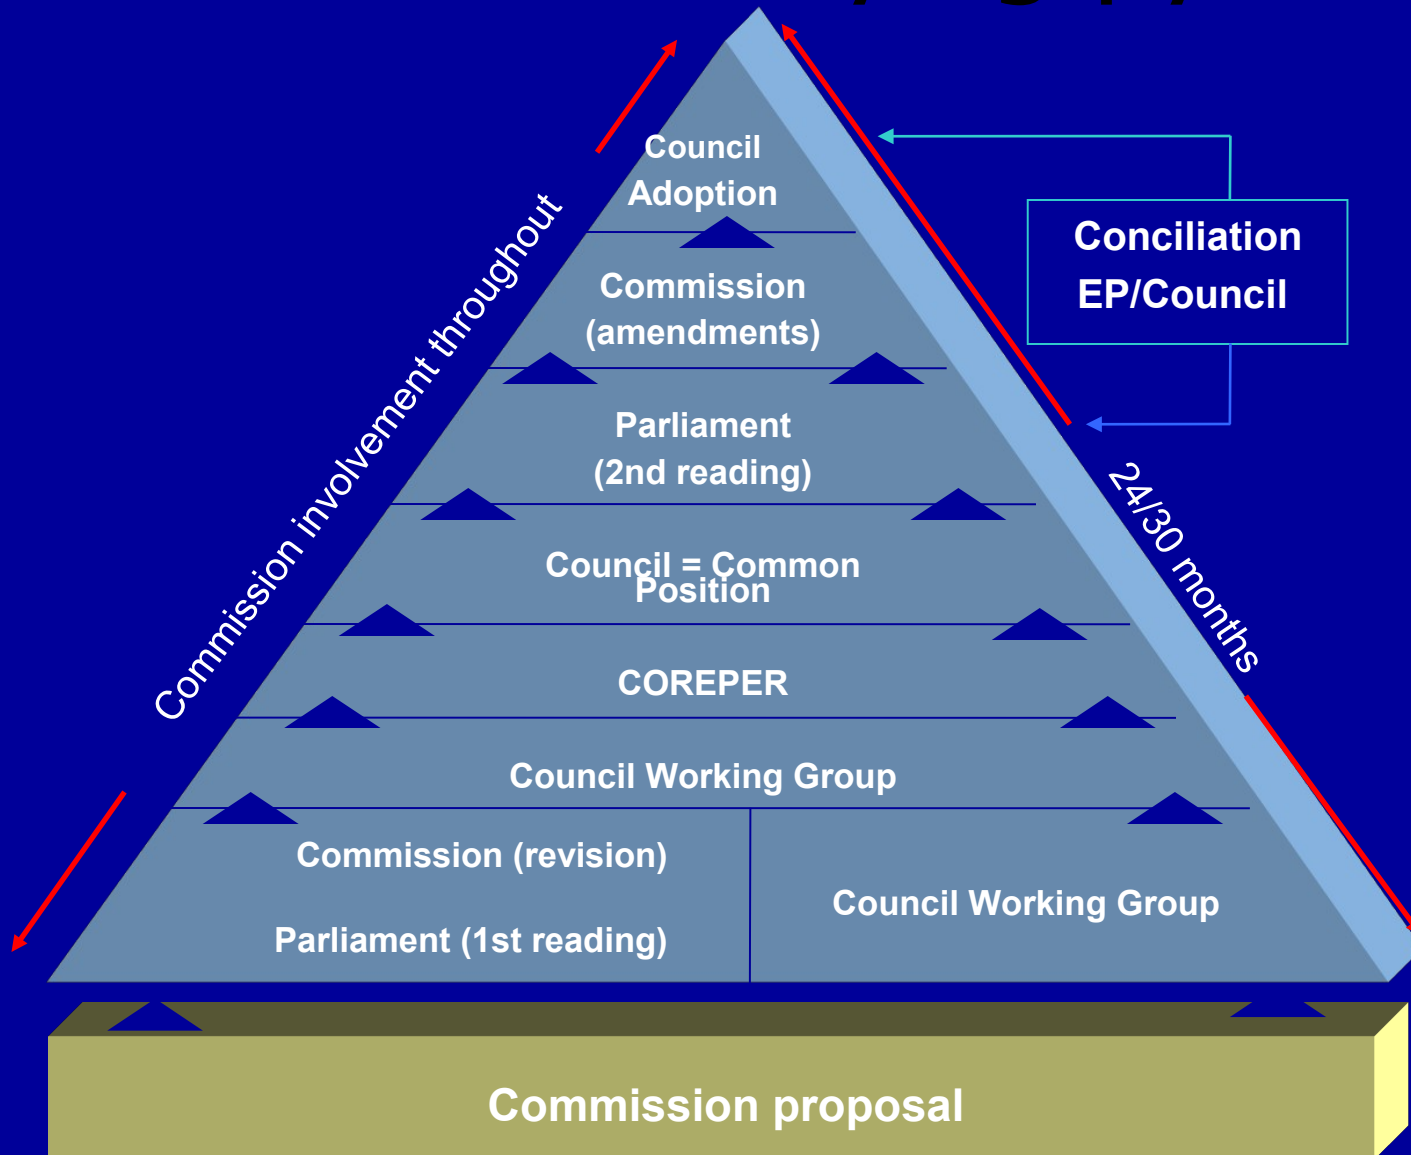 Council
Adoption
Conciliation
EP/Council
Commission
(amendments)
Commission involvement throughout
Parliament
(2nd reading)
24/30 months
Council = Common
Position
COREPER
Council Working Group
Commission (revision)
Parliament (1st reading)
Council Working Group
Commission proposal